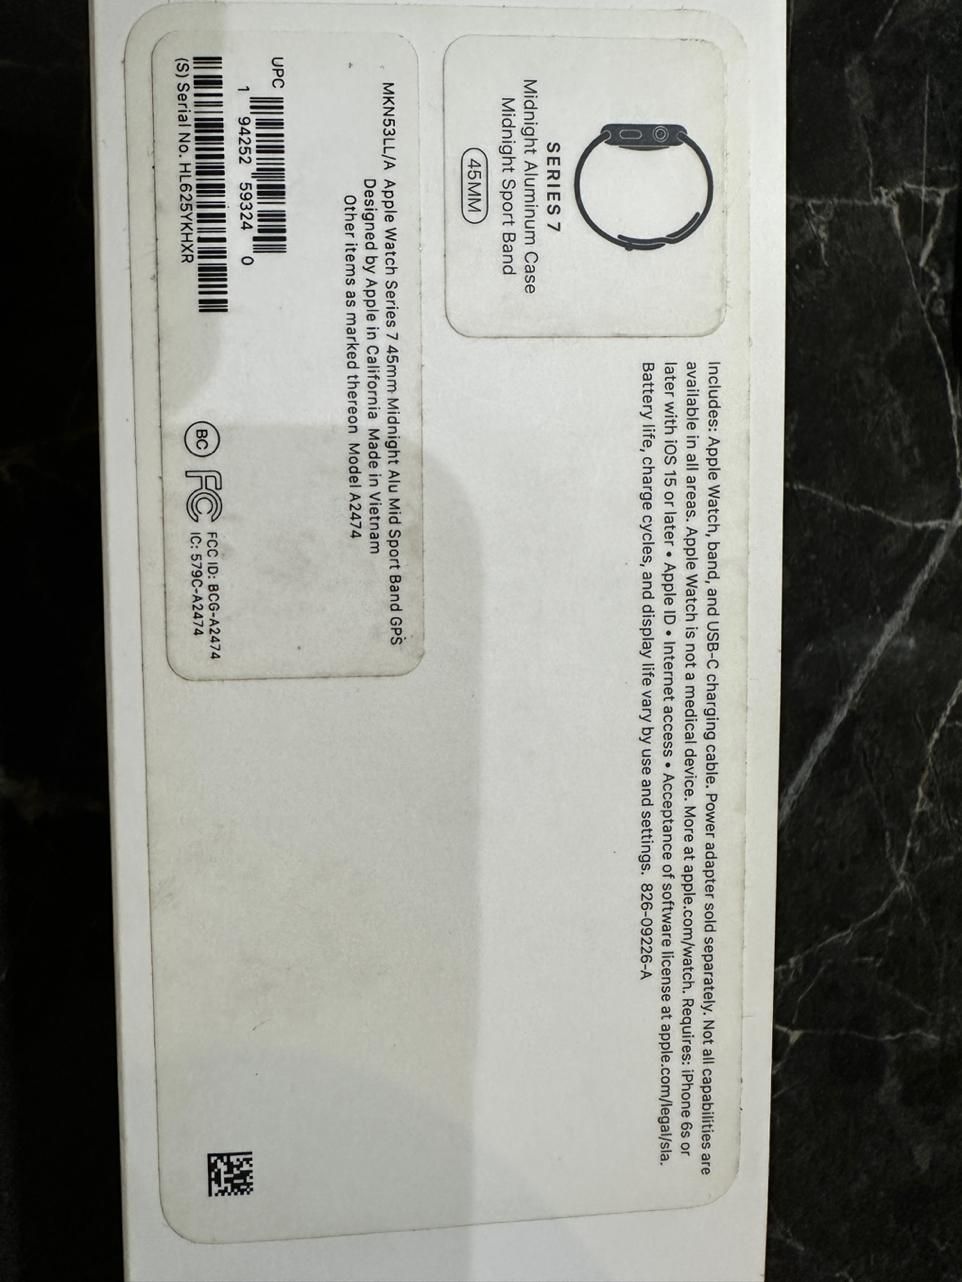 SERIES 7
Midnight Aluminum Case
Midnight Sport Band
45MM
Includes: Apple Watch, band, and USB-C charging cable. Power adapter sold separately. Not all capabilities are
available in all areas. Apple Watch is not a medical device. More at apple.com/watch. Requires: iPhone 6s or
later with iOS 15 or later • Apple ID • Internet access • Acceptance of software license at apple.com/legal/sla.
Battery life, charge cycles, and display life vary by use and settings. 826-09226-A
MKN53LL/A Apple Watch Series 7 45mm Midnight Alu Mid Sport Band GPS
Designed by Apple in California Made in Vietnam
Other items as marked thereon Model A2474
UPC
1 94252 59324 0
(S) Serial No. HL625YKHXR
BC
FC
FCC ID: BCG-A2474
IC: 579C-A2474